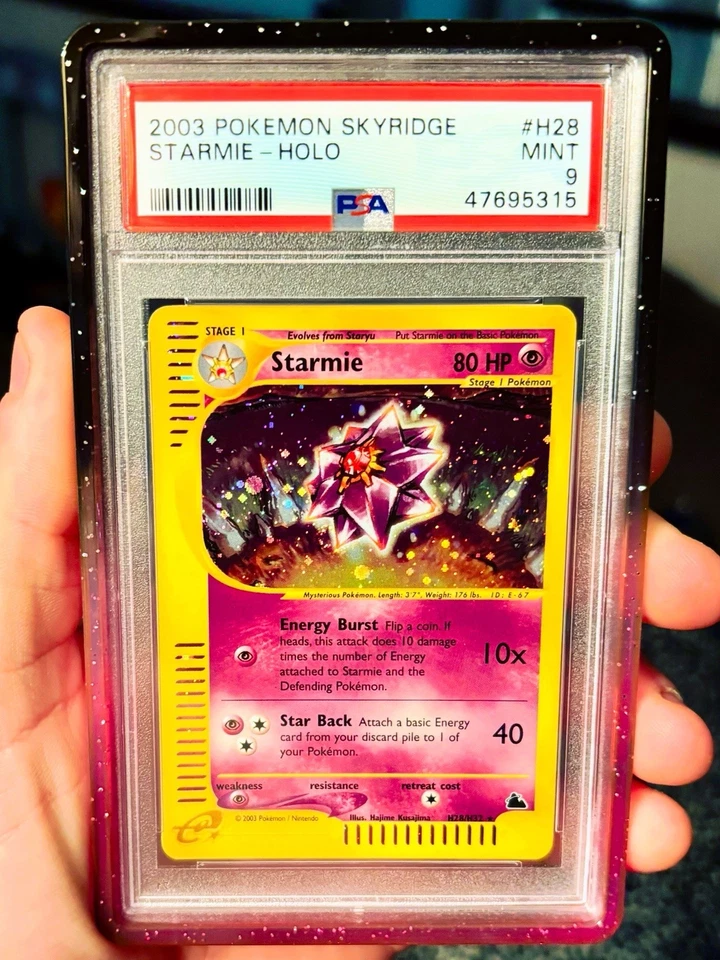 2003 POKEMON SKYRIDGE #H28
STARMIE - HOLO MINT
9
PSA 47695315
STAGE 1 Evolves from Staryu Put Starmie on the Basic Pokémon
Starmie 80 HP
Stage 1 Pokémon
Mysterious Pokémon. Length: 3'7", Weight: 176 lbs. ID: E-67
Energy Burst Flip a coin. If
heads, this attack does 10 damage
times the number of Energy
attached to Starmie and the
Defending Pokémon.
10x
Star Back Attach a basic Energy
card from your discard pile to 1 of
your Pokémon.
40
weakness resistance retreat cost
e
© 2003 Pokémon / Nintendo Illus. Hajime Kusajima H28/H32